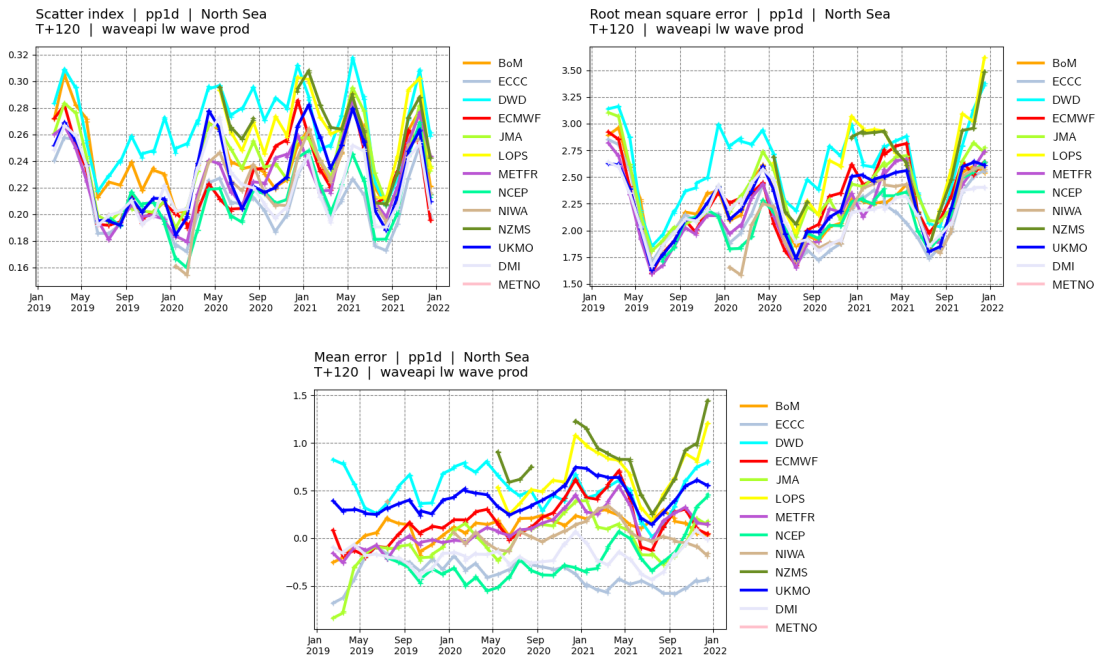 Scatter index | pp1d | North Sea
T+120 | waveapi lw wave prod
0.32
0.30
0.28
0.26
0.24
0.22
0.20
0.18
0.16
Jan 2019
May 2019
Sep 2019
Jan 2020
May 2020
Sep 2020
Jan 2021
May 2021
Sep 2021
Jan 2022
BoM
ECCC
DWD
ECMWF
JMA
LOPS
METFR
NCEP
NIWA
NZMS
UKMO
DMI
METNO
Root mean square error | pp1d | North Sea
T+120 | waveapi lw wave prod
3.50
3.25
3.00
2.75
2.50
2.25
2.00
1.75
1.50
Jan 2019
May 2019
Sep 2019
Jan 2020
May 2020
Sep 2020
Jan 2021
May 2021
Sep 2021
Jan 2022
BoM
ECCC
DWD
ECMWF
JMA
LOPS
METFR
NCEP
NIWA
NZMS
UKMO
DMI
METNO
Mean error | pp1d | North Sea
T+120 | waveapi lw wave prod
1.5
1.0
0.5
0.0
−0.5
Jan 2019
May 2019
Sep 2019
Jan 2020
May 2020
Sep 2020
Jan 2021
May 2021
Sep 2021
Jan 2022
BoM
ECCC
DWD
ECMWF
JMA
LOPS
METFR
NCEP
NIWA
NZMS
UKMO
DMI
METNO